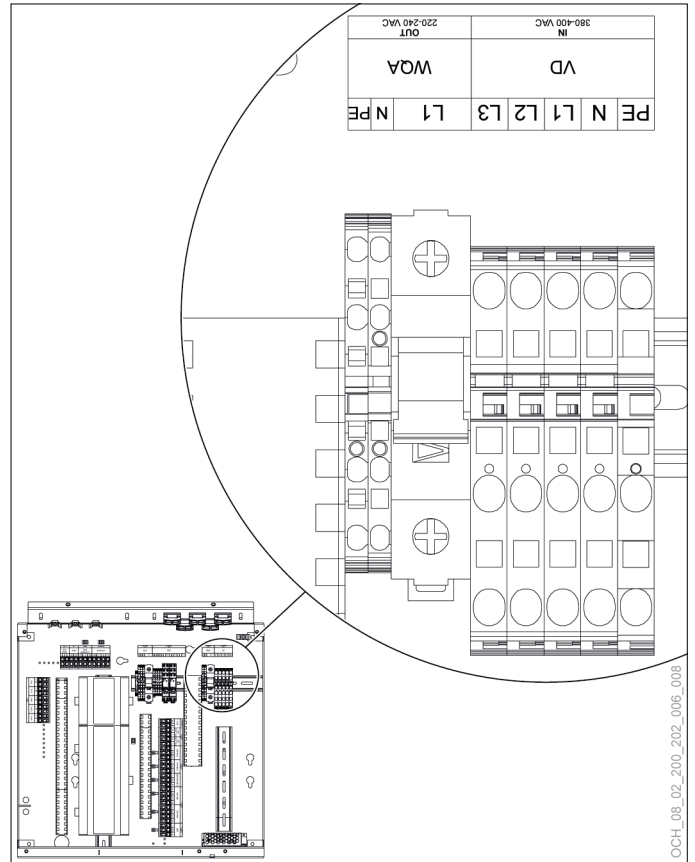 PE N L1 L2 L3 L1 N PE
VD WQA
IN OUT
380-400 VAC 220-240 VAC
OCH_08_02_200_202_006_008